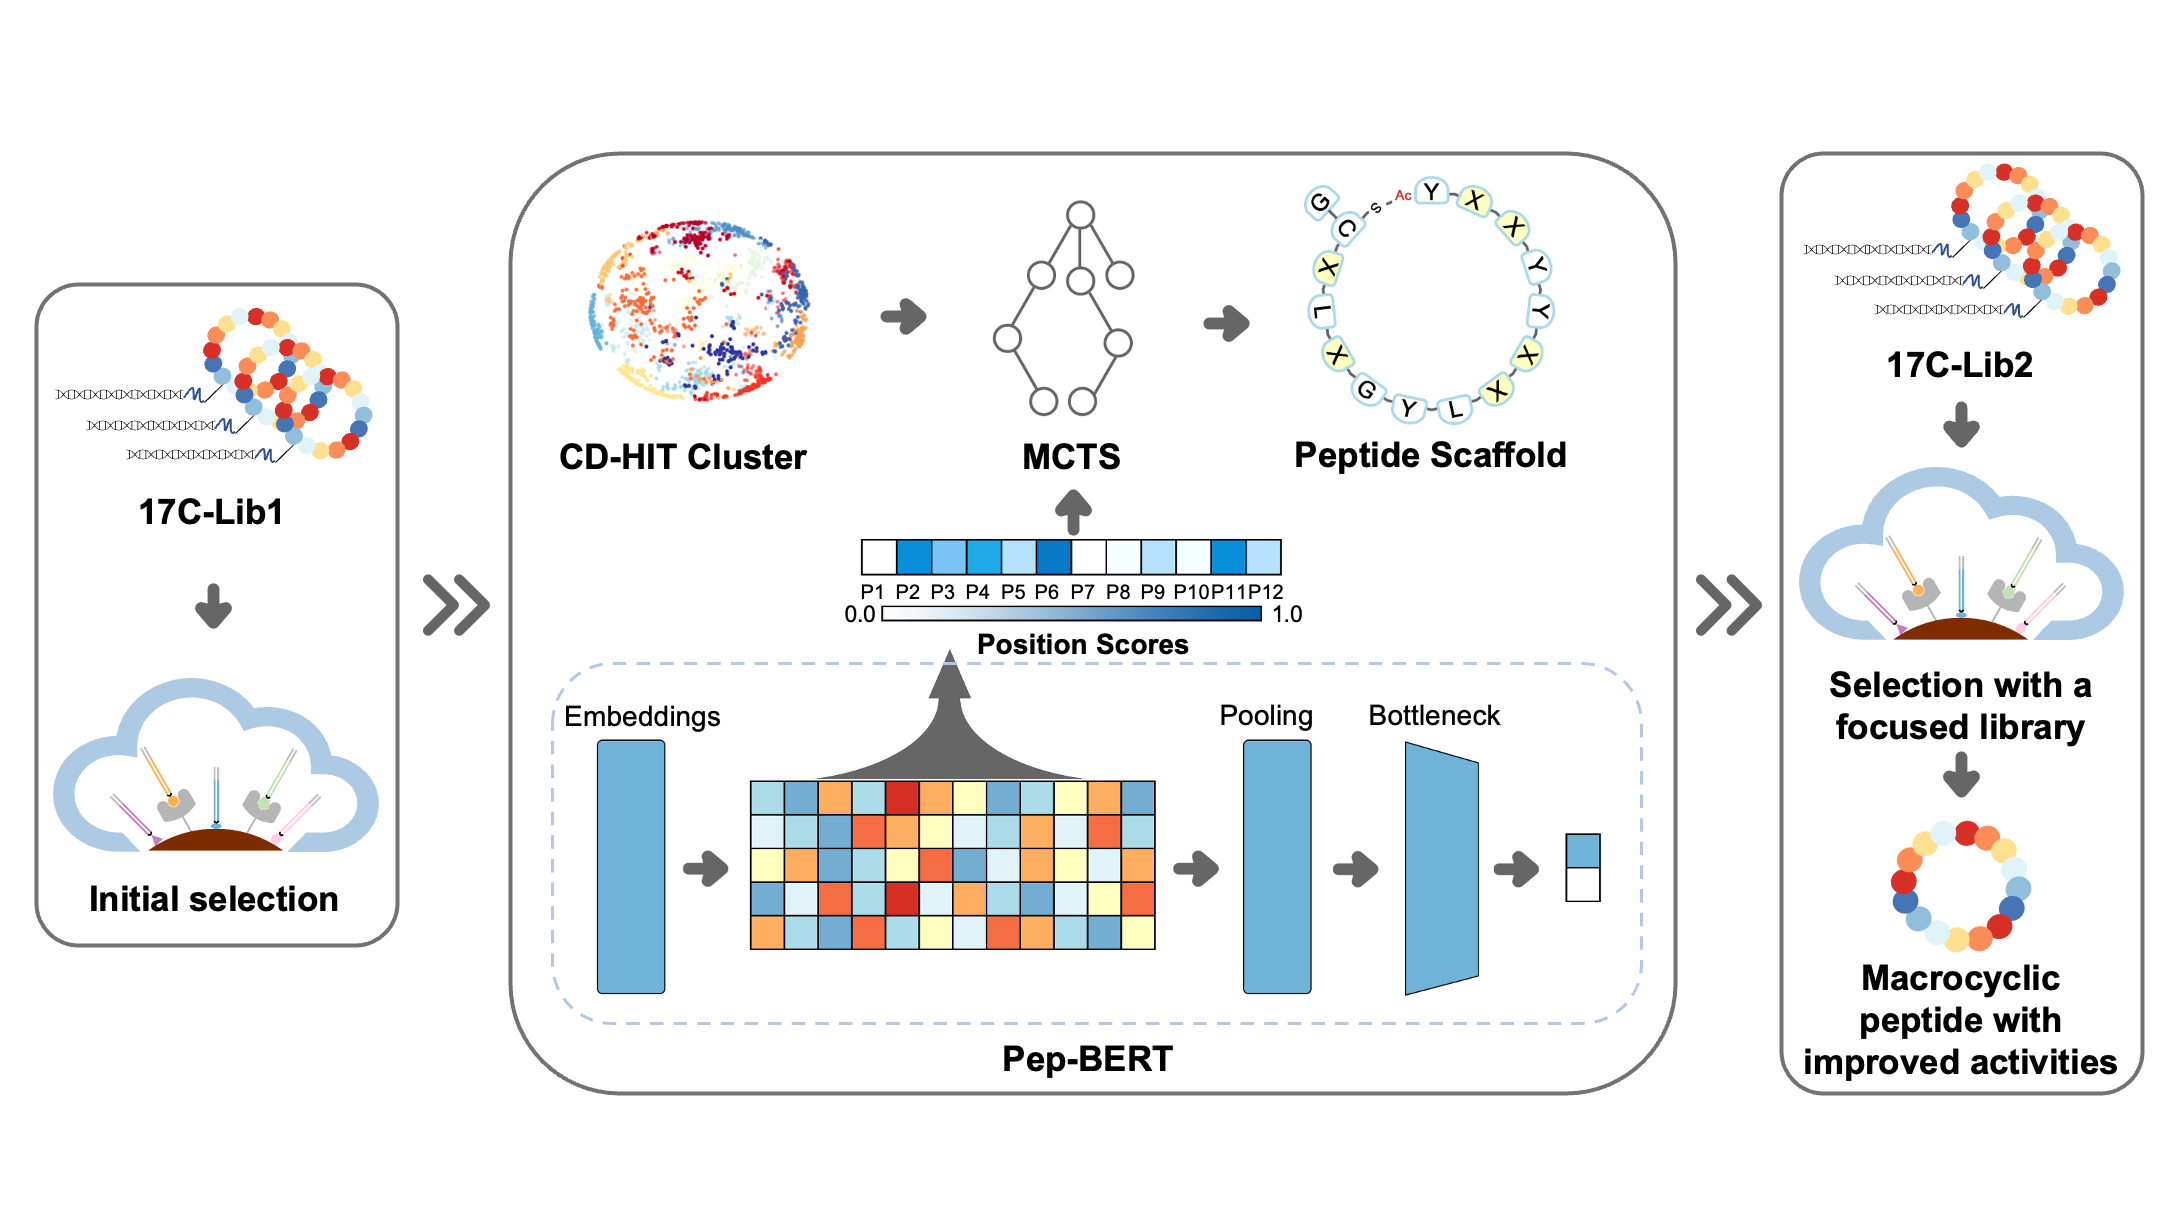 17C-Lib1
Initial selection
CD-HIT Cluster
MCTS
G
C
s
Ac
Y
X
X
Y
Y
X
X
L
Y
G
X
L
X
Peptide Scaffold
P1 P2 P3 P4 P5 P6 P7 P8 P9 P10 P11 P12
0.0 1.0
Position Scores
Embeddings
Pooling
Bottleneck
Pep-BERT
17C-Lib2
Selection with a
focused library
Macrocyclic
peptide with
improved activities